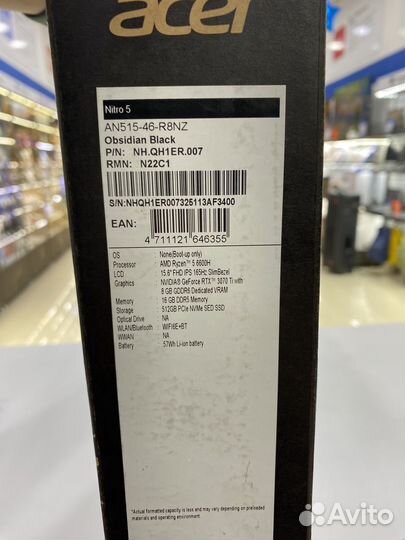 acer
Nitro 5
AN515-46-R8NZ
Obsidian Black
P/N: NH.QH1ER.007
RMN: N22C1
S/N:NHQH1ER007325113AF3400
EAN:
4 711121 646355
OS : None(Boot-up only)
Processor : AMD Ryzen™ 5 6600H
LCD : 15.6" FHD IPS 165Hz SlimBezel
Graphics : NVIDIA® GeForce RTX™ 3070 Ti with
8 GB GDDR6 Dedicated VRAM
Memory : 16 GB DDR5 Memory
Storage : 512GB PCIe NVMe SED SSD
Optical Drive : NA
WLAN/Bluetooth : WIFI6E+BT
WWAN : NA
Battery : 57Wh Li-ion battery
*Actual formatted capacity is less and may vary depending on preloaded
materials and operating environment.
Avito